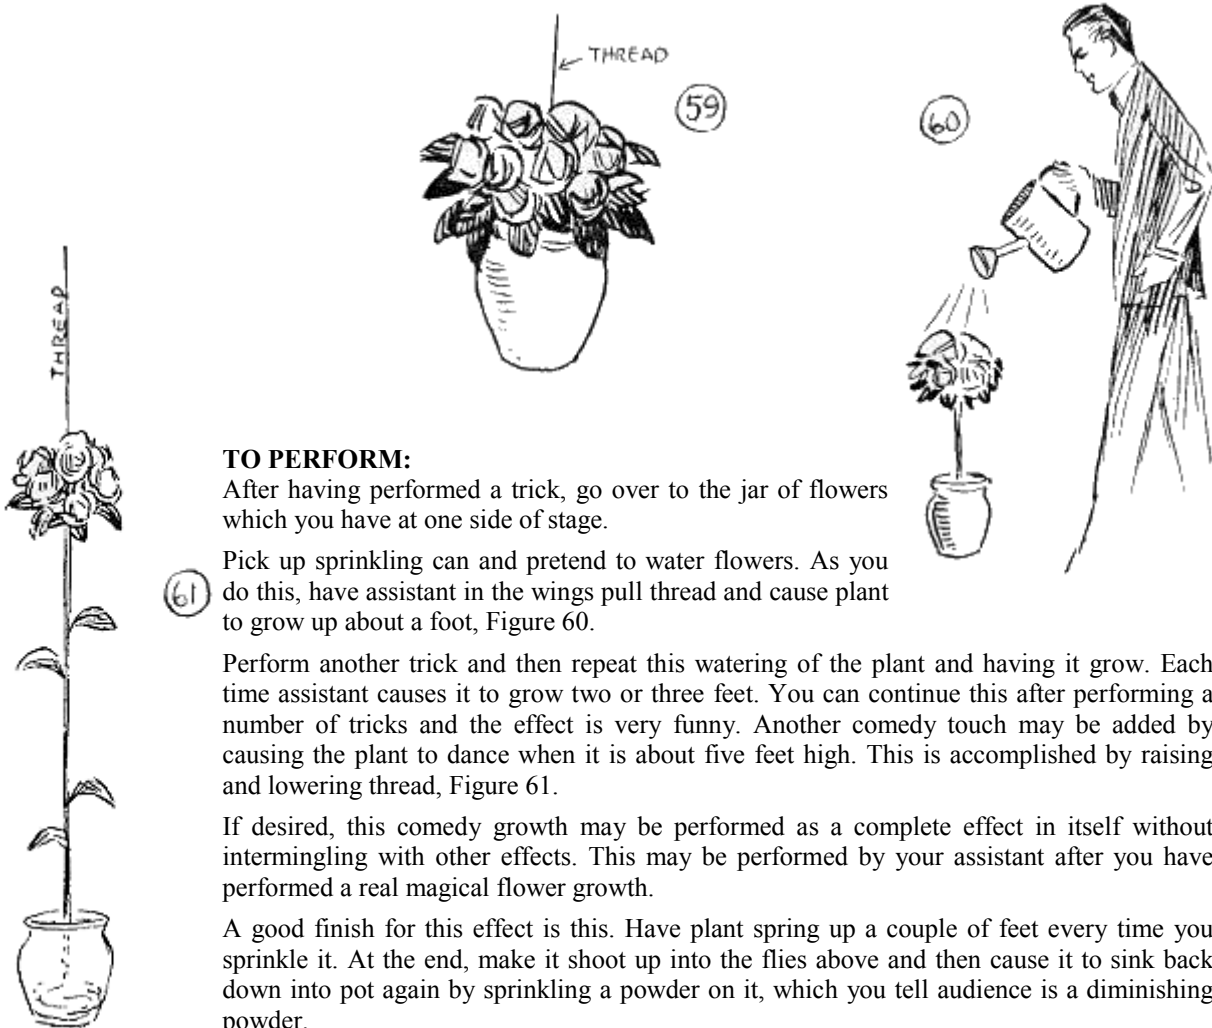 THREAD
59
60
THREAD
TO PERFORM:
After having performed a trick, go over to the jar of flowers
which you have at one side of stage.
Pick up sprinkling can and pretend to water flowers. As you
61
do this, have assistant in the wings pull thread and cause plant
to grow up about a foot, Figure 60.
Perform another trick and then repeat this watering of the plant and having it grow. Each
time assistant causes it to grow two or three feet. You can continue this after performing a
number of tricks and the effect is very funny. Another comedy touch may be added by
causing the plant to dance when it is about five feet high. This is accomplished by raising
and lowering thread, Figure 61.
If desired, this comedy growth may be performed as a complete effect in itself without
intermingling with other effects. This may be performed by your assistant after you have
performed a real magical flower growth.
A good finish for this effect is this. Have plant spring up a couple of feet every time you
sprinkle it. At the end, make it shoot up into the flies above and then cause it to sink back
down into pot again by sprinkling a powder on it, which you tell audience is a diminishing
powder.